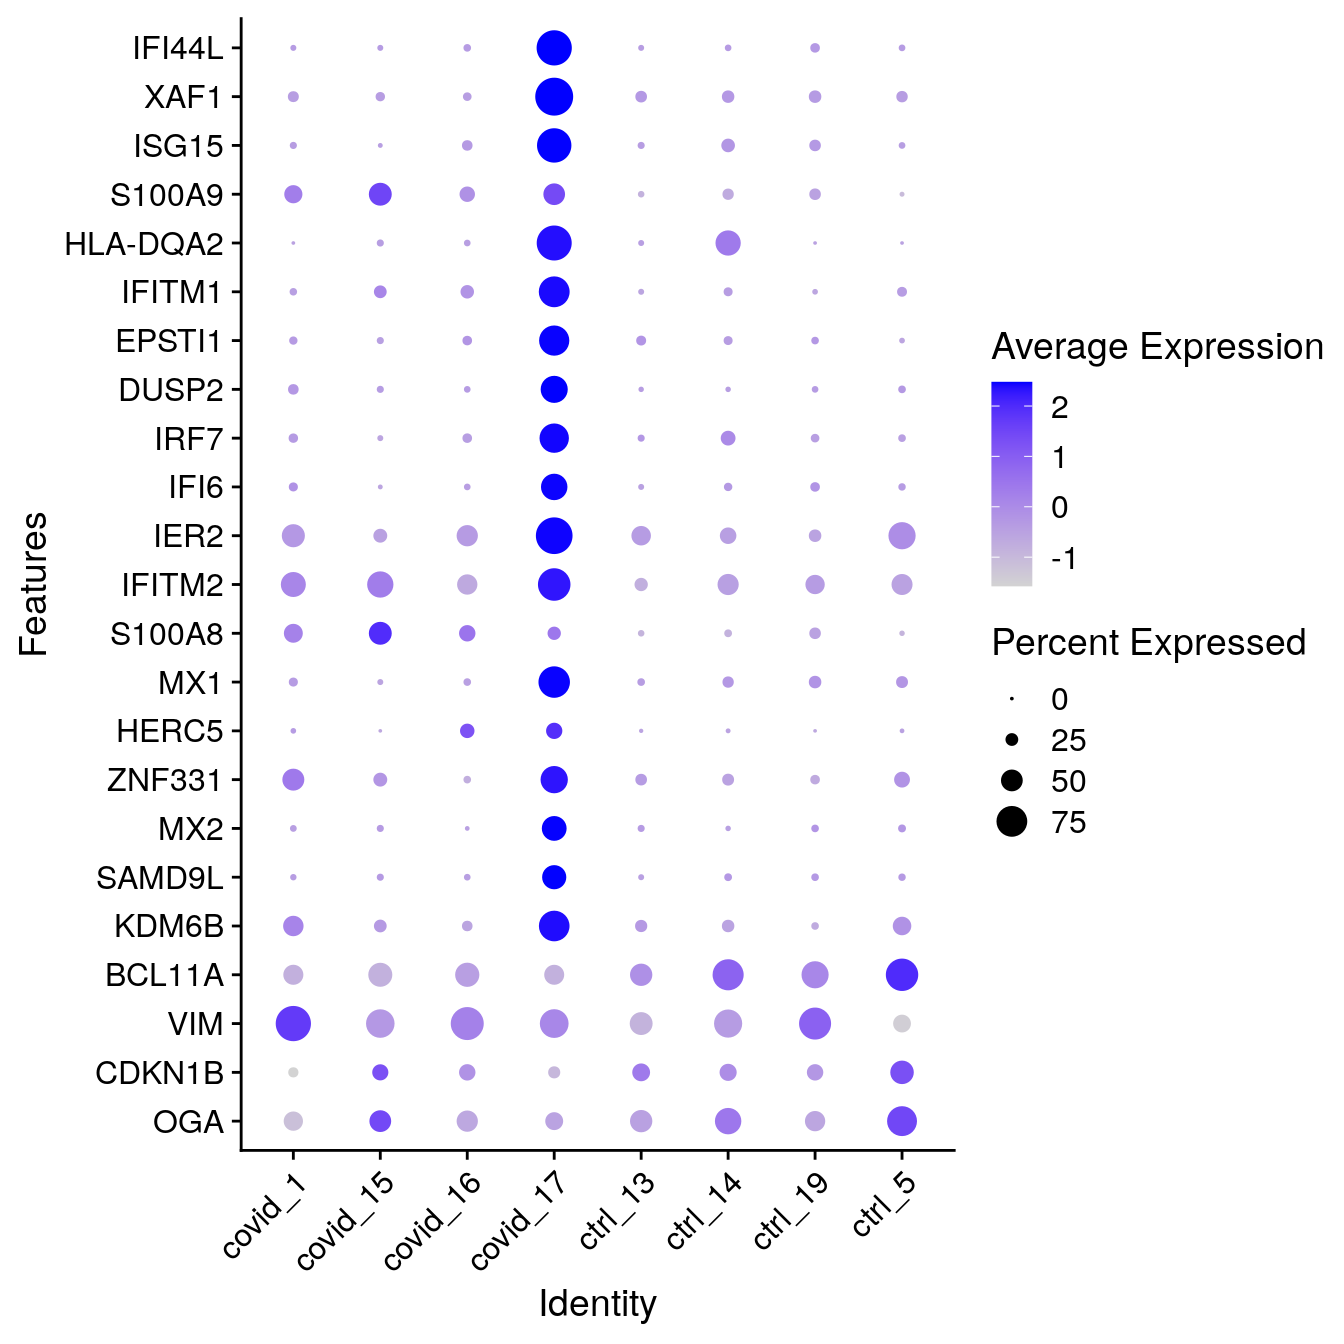 IFI44L
XAF1
ISG15
S100A9
HLA-DQA2
IFITM1
EPSTI1
DUSP2
IRF7
IFI6
IER2
IFITM2
S100A8
MX1
HERC5
ZNF331
MX2
SAMD9L
KDM6B
BCL11A
VIM
CDKN1B
OGA
Features
covid_1
covid_15
covid_16
covid_17
ctrl_13
ctrl_14
ctrl_19
ctrl_5
Identity
Average Expression
2
1
0
-1
Percent Expressed
0
25
50
75